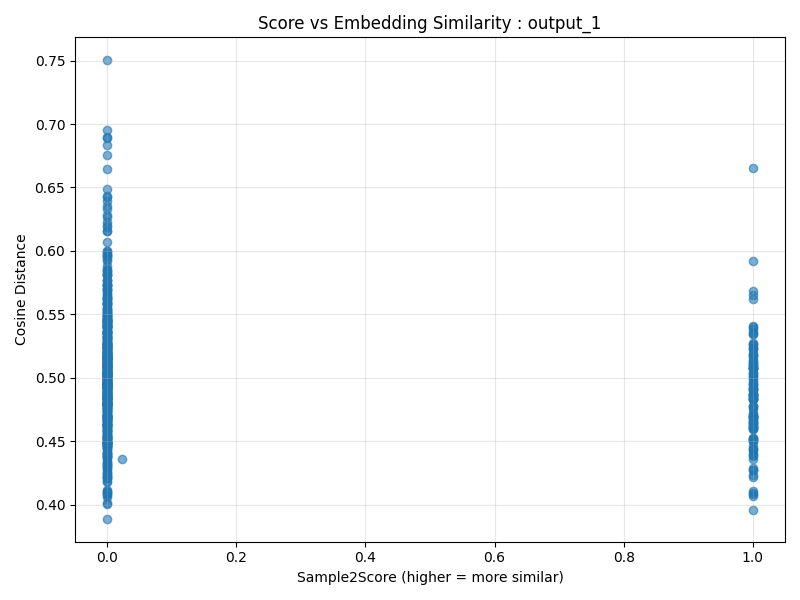 Score vs Embedding Similarity : output_1
Cosine Distance
0.75
0.70
0.65
0.60
0.55
0.50
0.45
0.40
0.0 0.2 0.4 0.6 0.8 1.0
Sample2Score (higher = more similar)